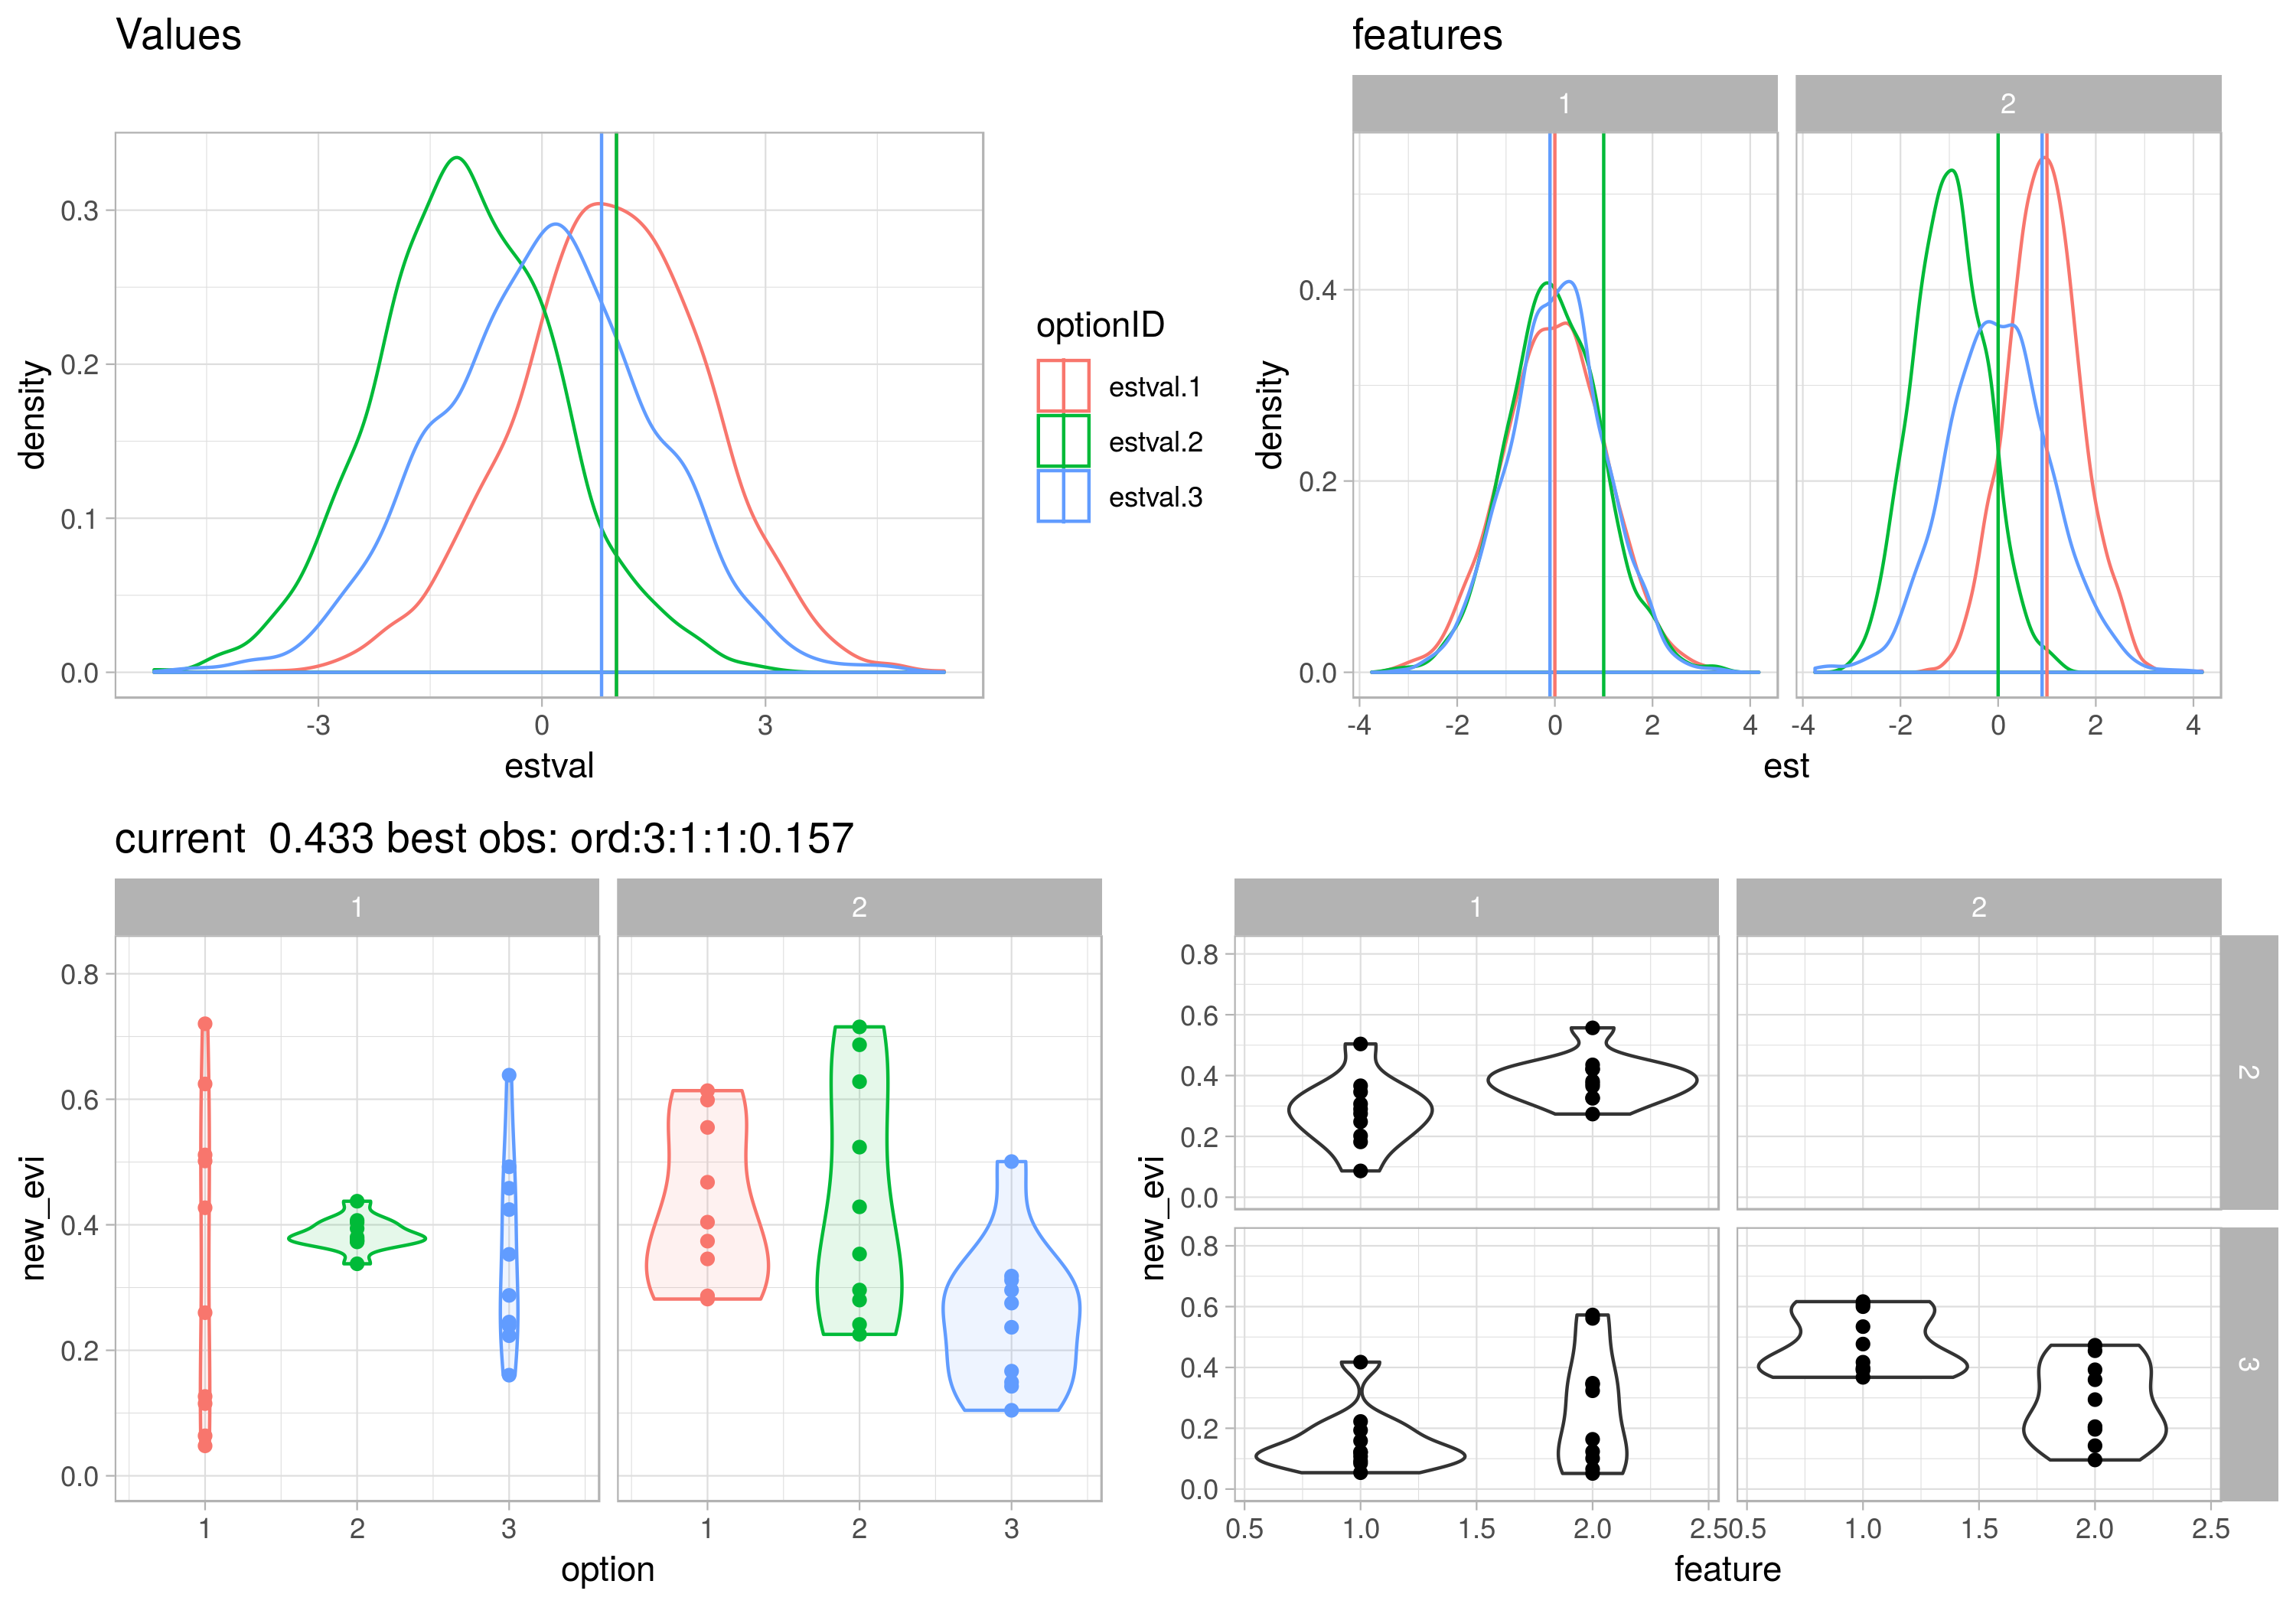 Values
density
0.3
0.2
0.1
0.0
-3 0 3
estval
optionID
estval.1
estval.2
estval.3
features
1 2
density
0.4
0.2
0.0
-4 -2 0 2 4 -4 -2 0 2 4
est
current 0.433 best obs: ord:3:1:1:0.157
1 2
new_evi
0.8
0.6
0.4
0.2
0.0
1 2 3 1 2 3
option
1 2
new_evi
0.8
0.6
0.4
0.2
0.0
2
0.8
0.6
0.4
0.2
0.0
3
0.5 1.0 1.5 2.0 2.5 0.5 1.0 1.5 2.0 2.5
feature